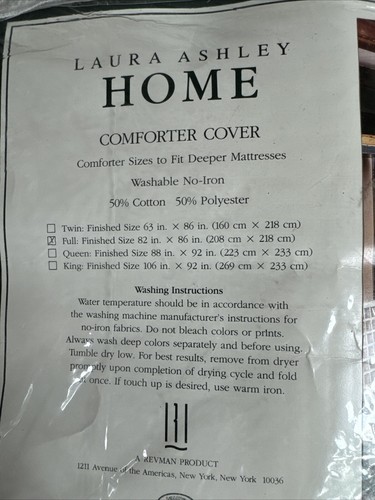 LAURA ASHLEY
HOME
COMFORTER COVER
Comforter Sizes to Fit Deeper Mattresses
Washable No-Iron
50% Cotton 50% Polyester
☐ Twin: Finished Size 63 in. × 86 in. (160 cm × 218 cm)
☒ Full: Finished Size 82 in. × 86 in. (208 cm × 218 cm)
☐ Queen: Finished Size 88 in. × 92 in. (223 cm × 233 cm)
☐ King: Finished Size 106 in. × 92 in. (269 cm × 233 cm)
Washing Instructions
Water temperature should be in accordance with
the washing machine manufacturer's instructions for
no-iron fabrics. Do not bleach colors or prints.
Always wash deep colors separately and before using.
Tumble dry low. For best results, remove from dryer
promptly upon completion of drying cycle and fold
at once. If touch up is desired, use warm iron.
A REVMAN PRODUCT
1211 Avenue of the Americas, New York, New York 10036